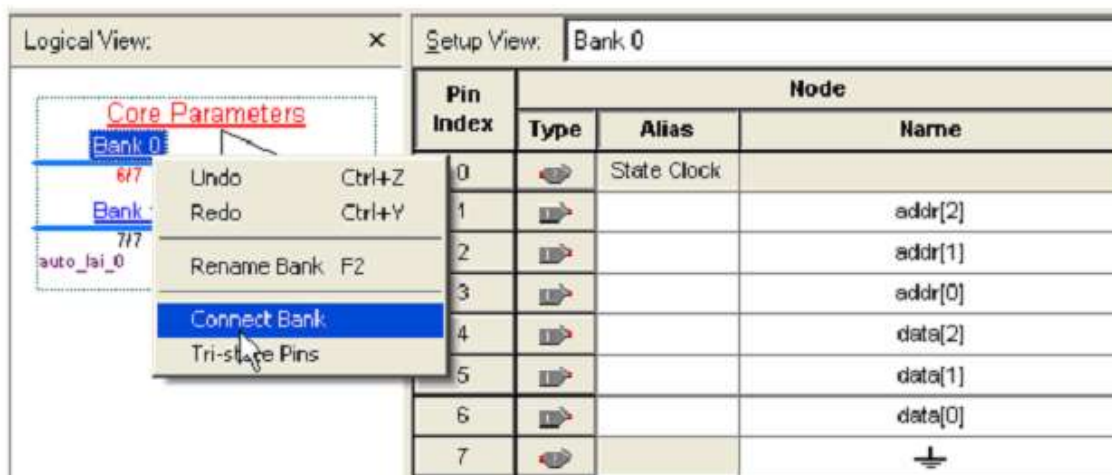 Logical View: ×
Core Parameters
Bank 0
6/7
Bank
7/7
auto_lai_0
Undo Ctrl+Z
Redo Ctrl+Y
Rename Bank F2
Connect Bank
Tri-state Pins
Setup View: Bank 0
Pin Index Node
Type Alias Name
0 State Clock
1 addr[2]
2 addr[1]
3 addr[0]
4 data[2]
5 data[1]
6 data[0]
7